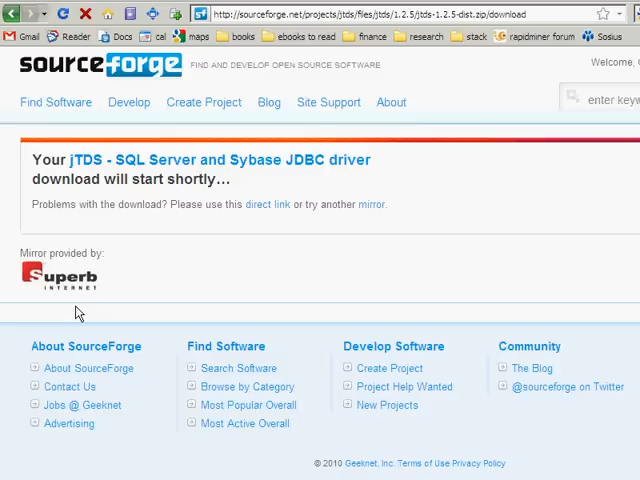 http://sourceforge.net/projects/jtds/files/jtds/1.2.5/jtds-1.2.5-dist.zip/download
Gmail Reader Docs cal maps books ebooks to read finance research stack rapidminer forum Sosius
sourceforge FIND AND DEVELOP OPEN SOURCE SOFTWARE Welcome,
Find Software Develop Create Project Blog Site Support About enter keyw
Your jTDS - SQL Server and Sybase JDBC driver
download will start shortly...
Problems with the download? Please use this direct link or try another mirror.
Mirror provided by:
Superb
INTERNET
About SourceForge Find Software Develop Software Community
About SourceForge Search Software Create Project The Blog
Contact Us Browse by Category Project Help Wanted @sourceforge on Twitter
Jobs @ Geeknet Most Popular Overall New Projects
Advertising Most Active Overall
© 2010 Geeknet, Inc. Terms of Use Privacy Policy